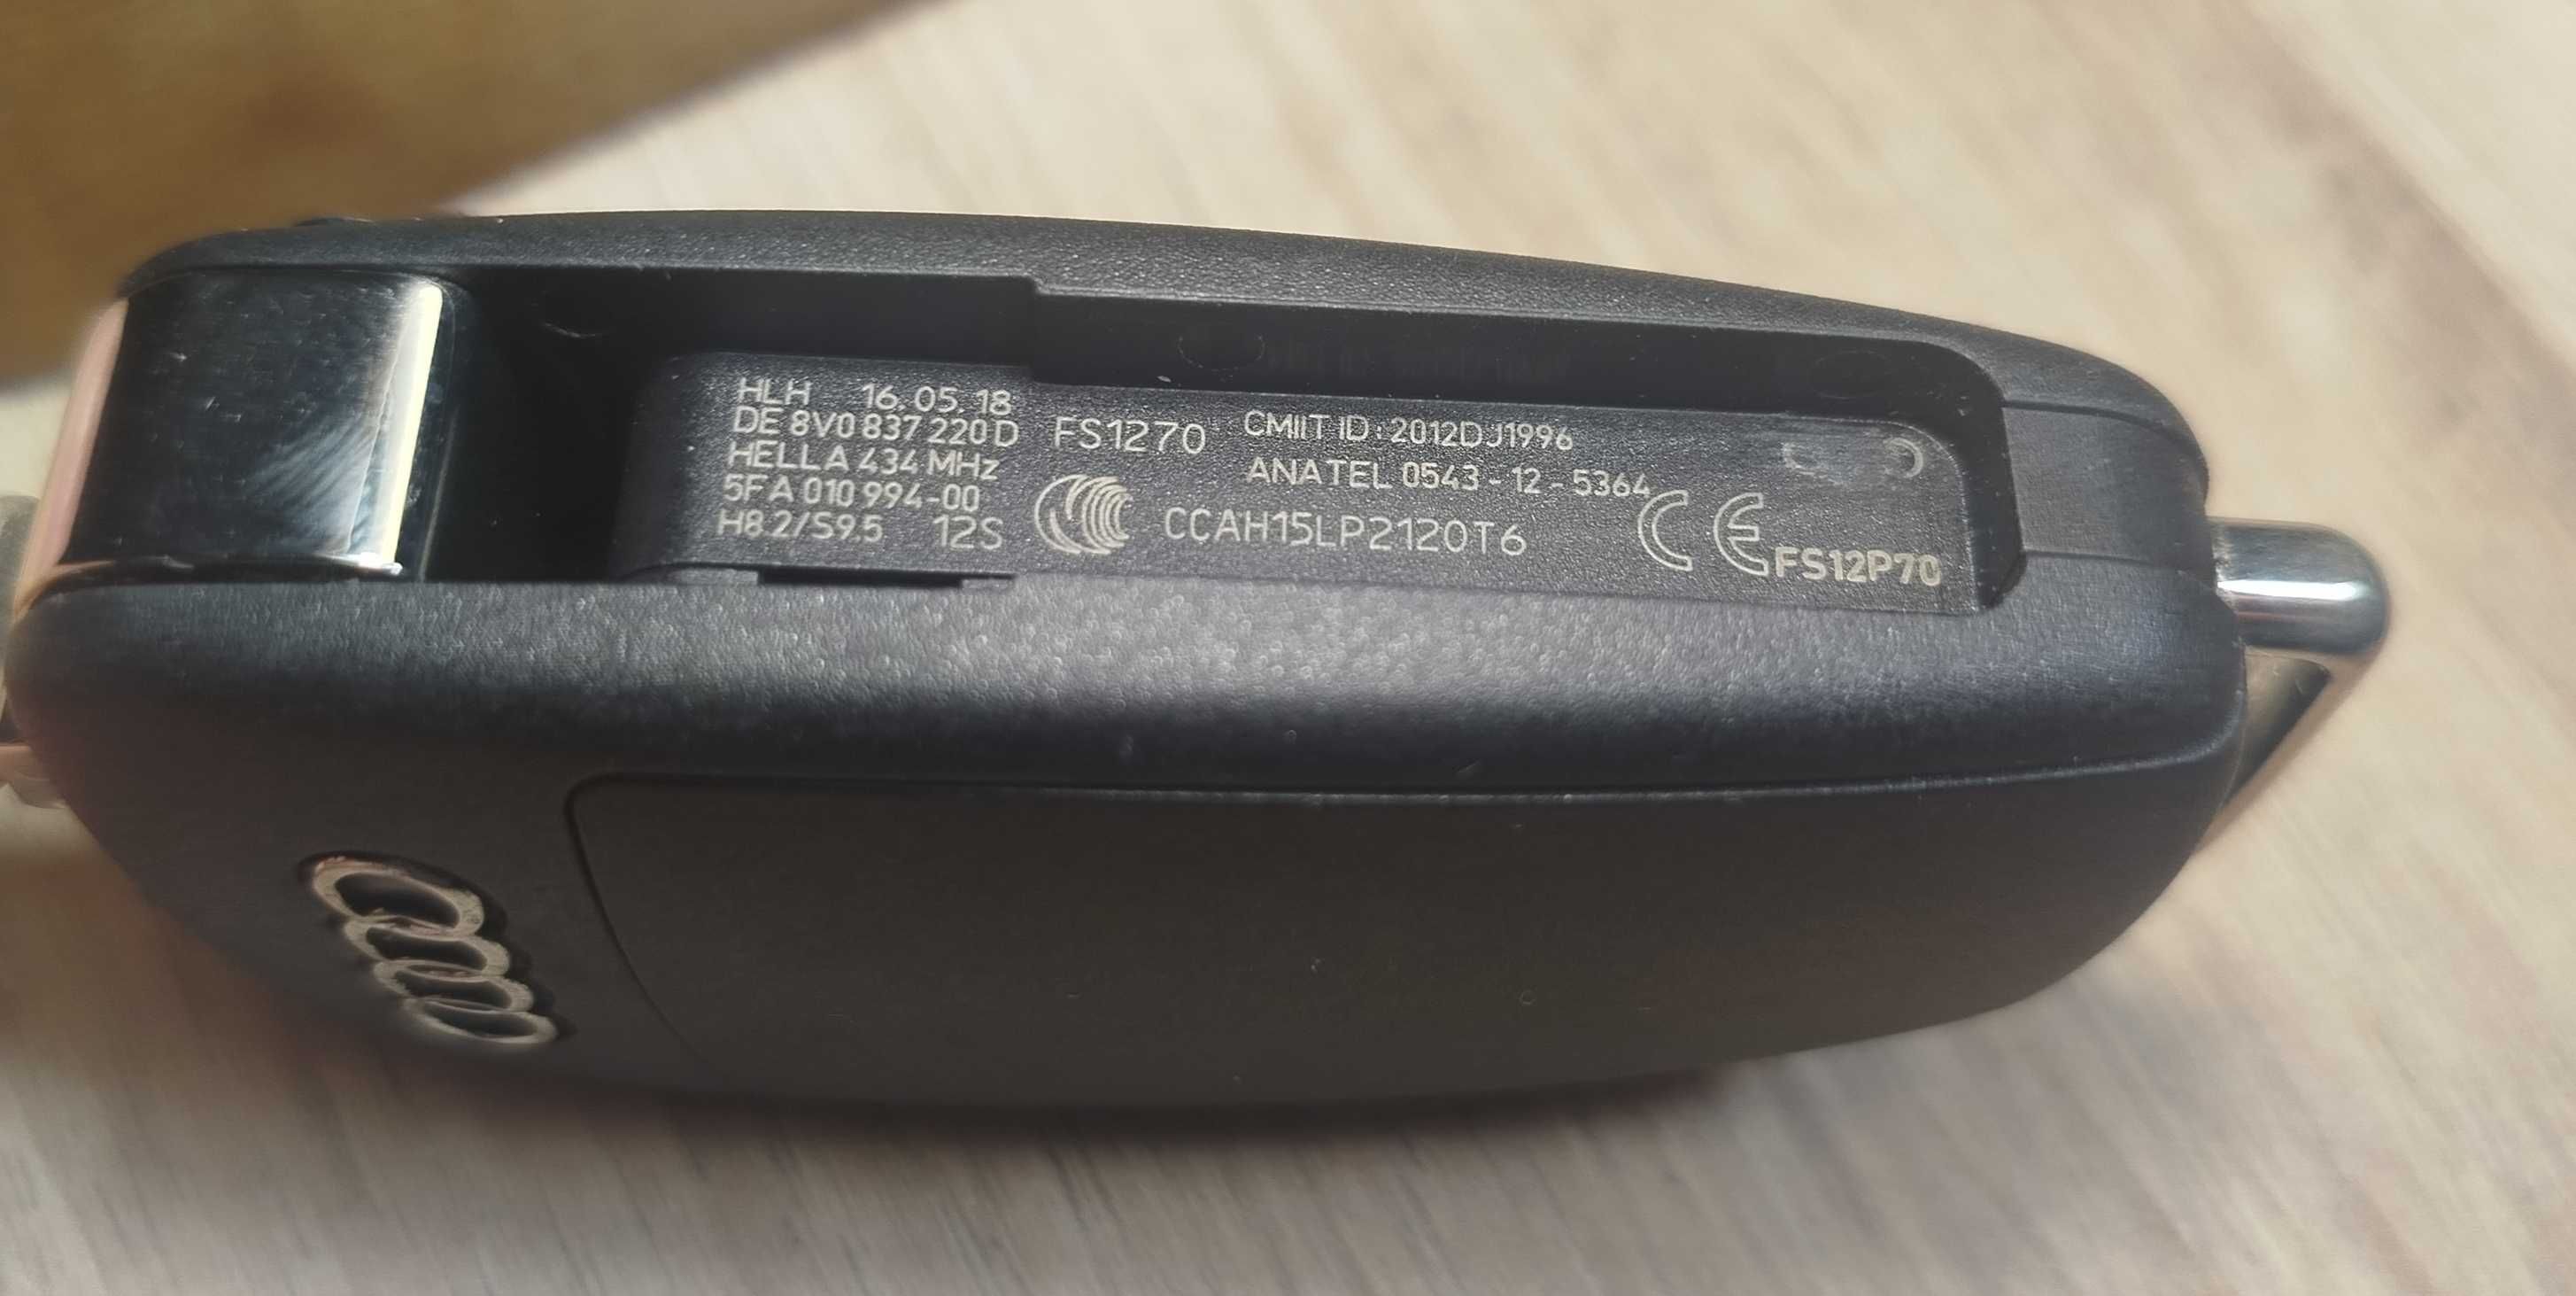 HLH 16.05.18
DE 8V0 837 220 D
HELLA 434 MHz
5FA 010 994-00
H8.2/S9.5 12S
FS1270
CMIIT ID: 2012DJ1996
ANATEL 0543 - 12 - 5364
CCAH15LP2120T6
CE
FS12P70